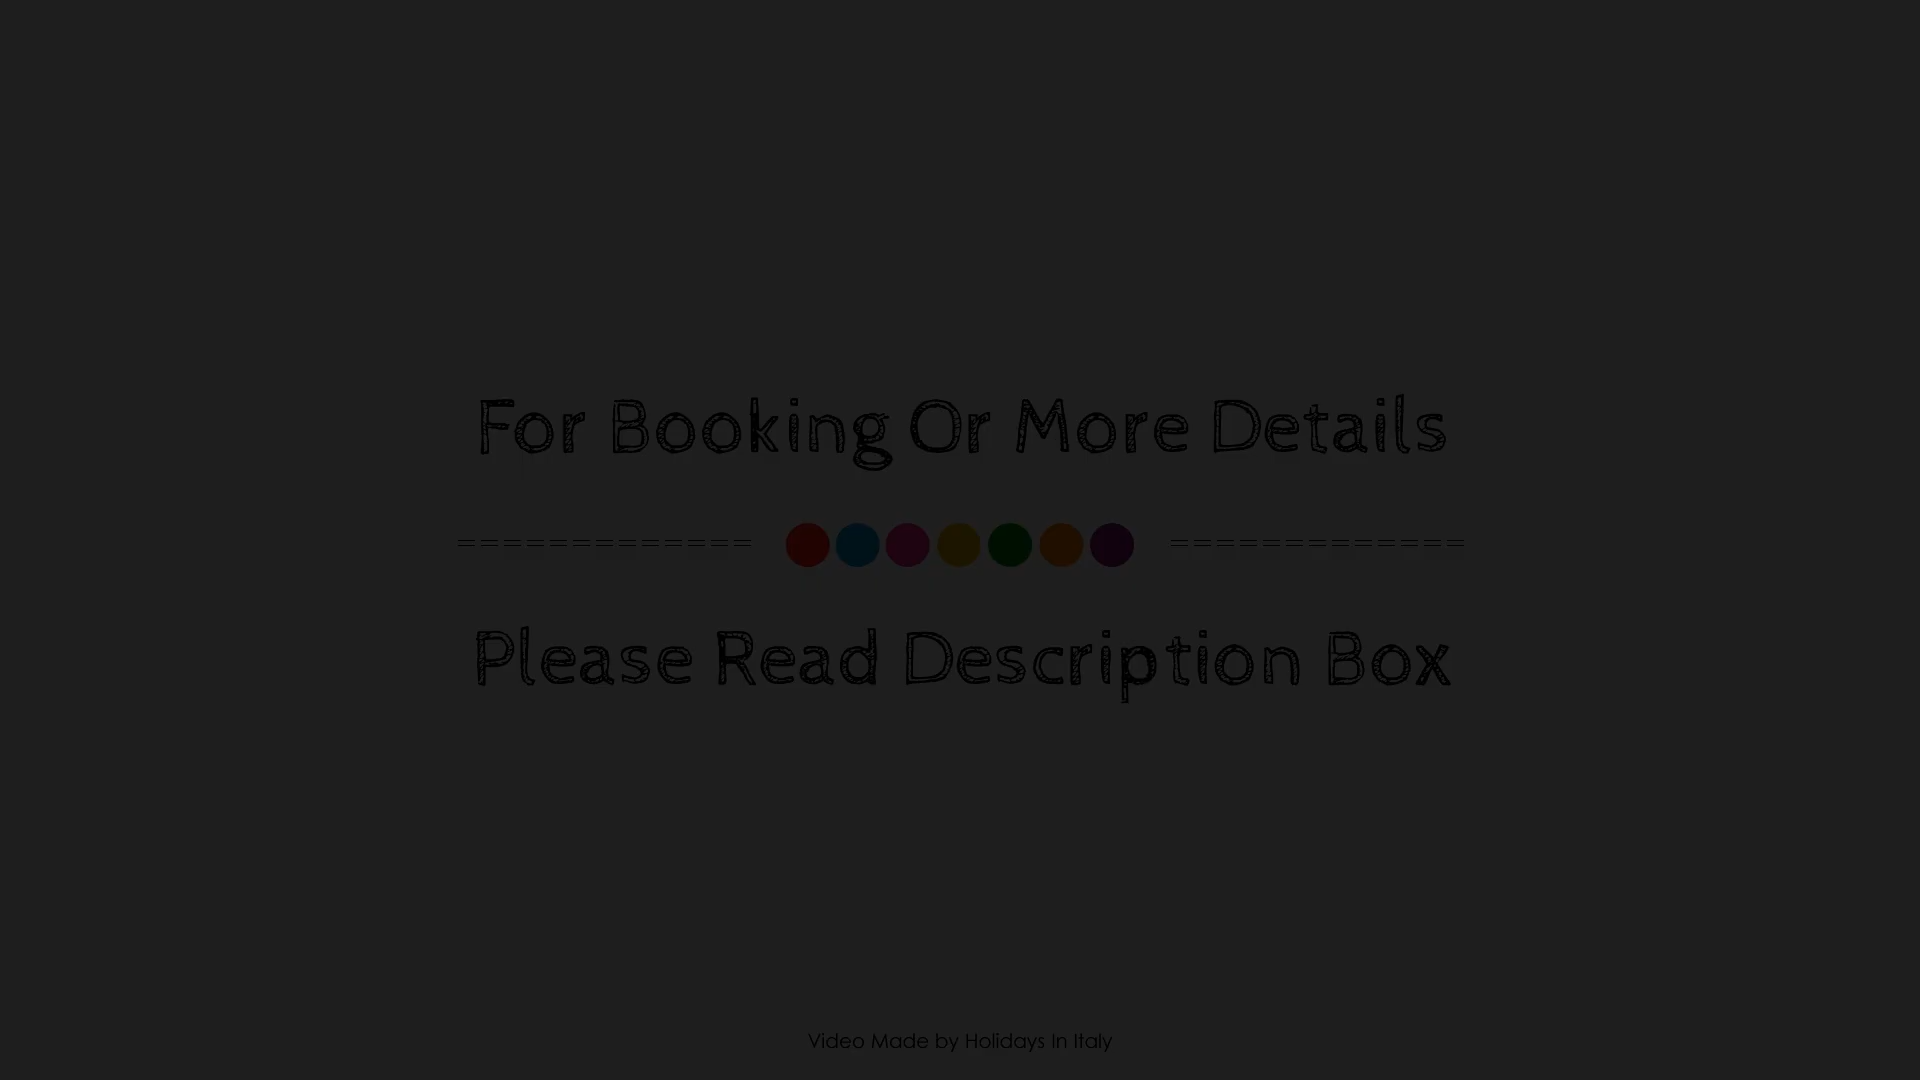 For Booking Or More Details
============= =============
Please Read Description Box
Video Made by Holidays In Italy